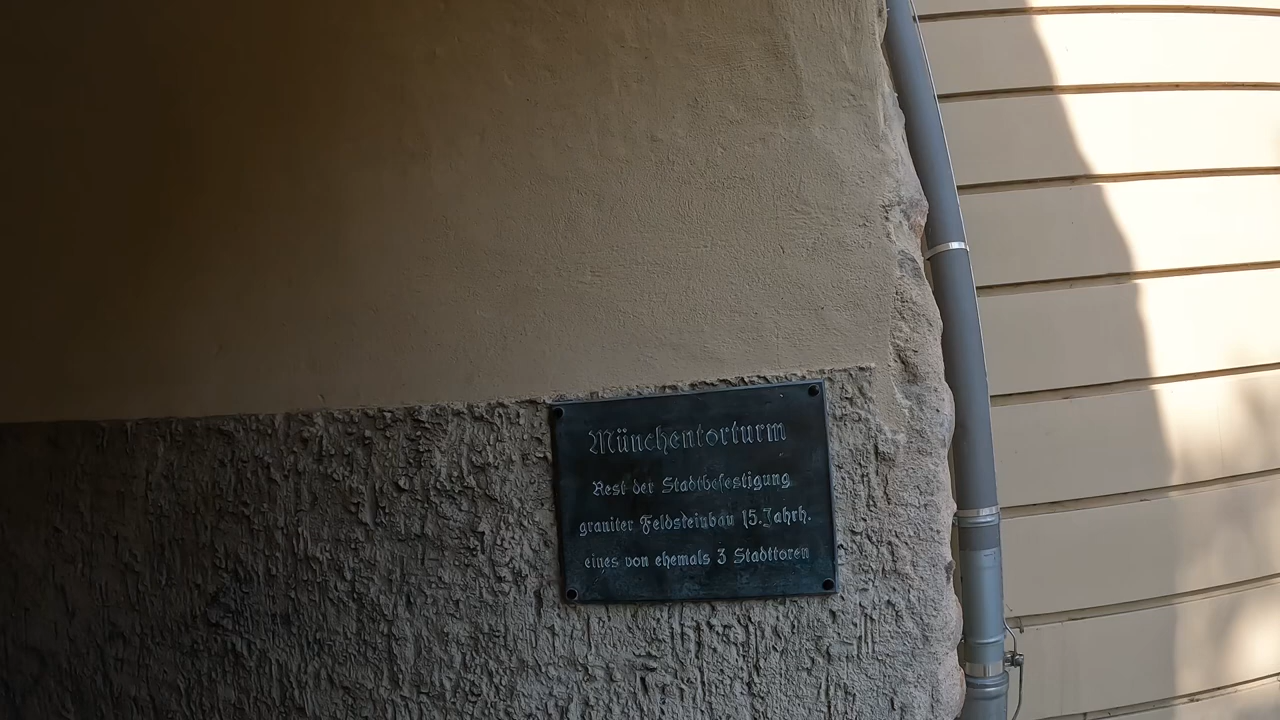 Münchentorturm
Rest der Stadtbefestigung
graniter Feldsteinbau 15. Jahrh.
eines von ehemals 3 Stadttoren